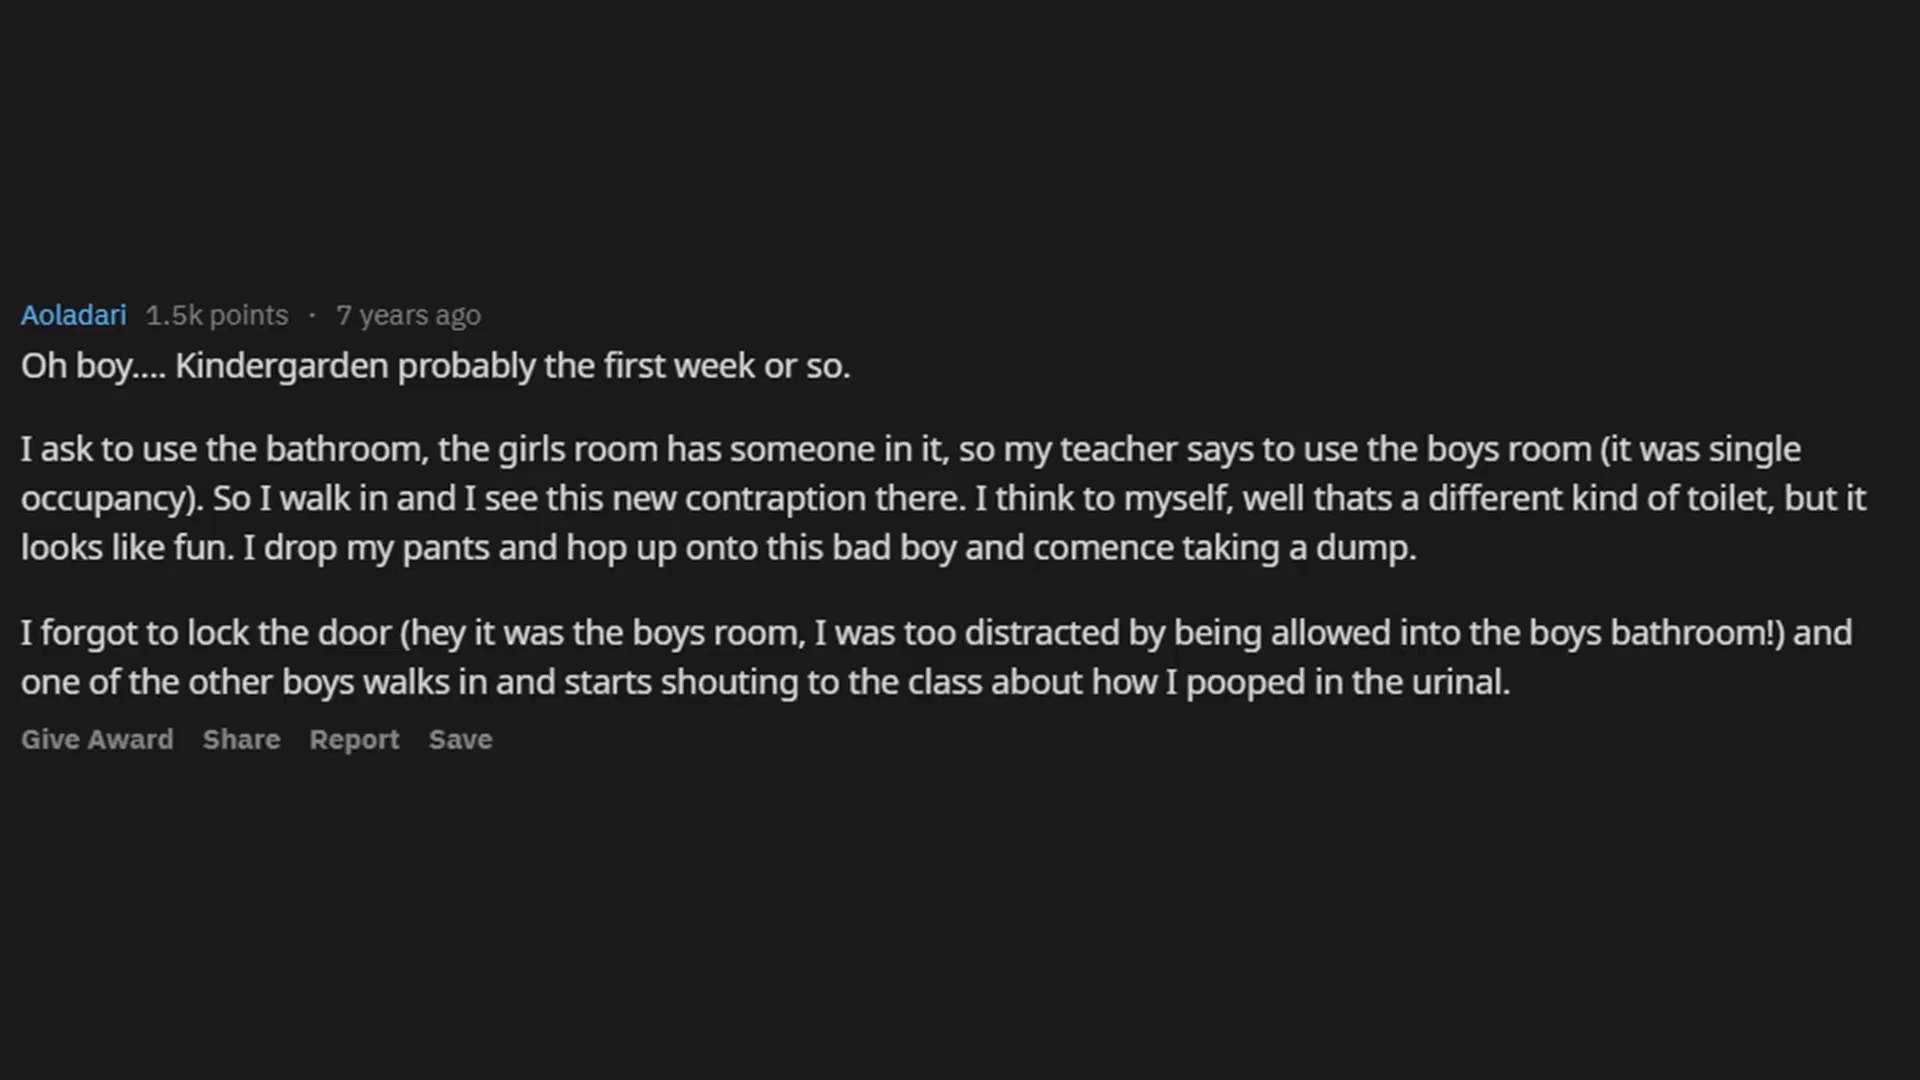 Aoladari 1.5k points · 7 years ago
Oh boy.... Kindergarden probably the first week or so.
I ask to use the bathroom, the girls room has someone in it, so my teacher says to use the boys room (it was single
occupancy). So I walk in and I see this new contraption there. I think to myself, well thats a different kind of toilet, but it
looks like fun. I drop my pants and hop up onto this bad boy and comence taking a dump.
I forgot to lock the door (hey it was the boys room, I was too distracted by being allowed into the boys bathroom!) and
one of the other boys walks in and starts shouting to the class about how I pooped in the urinal.
Give Award Share Report Save